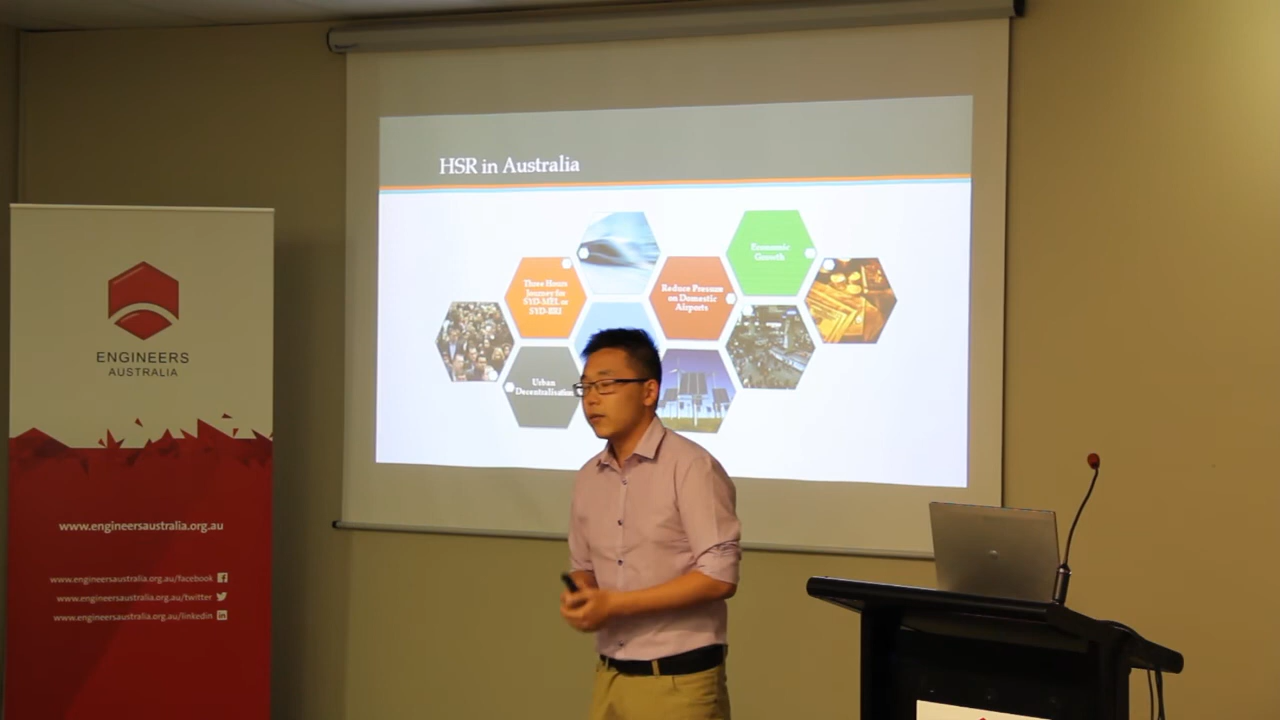 HSR in Australia
Economic
Growth
Three Hours
Journey for
SYD-MEL or
SYD-BRI
Reduce Pressure
on Domestic
Airports
Urban
Decentralisation
ENGINEERS
AUSTRALIA
www.engineersaustralia.org.au
www.engineersaustralia.org.au/facebook
www.engineersaustralia.org.au/twitter
www.engineersaustralia.org.au/linkedin